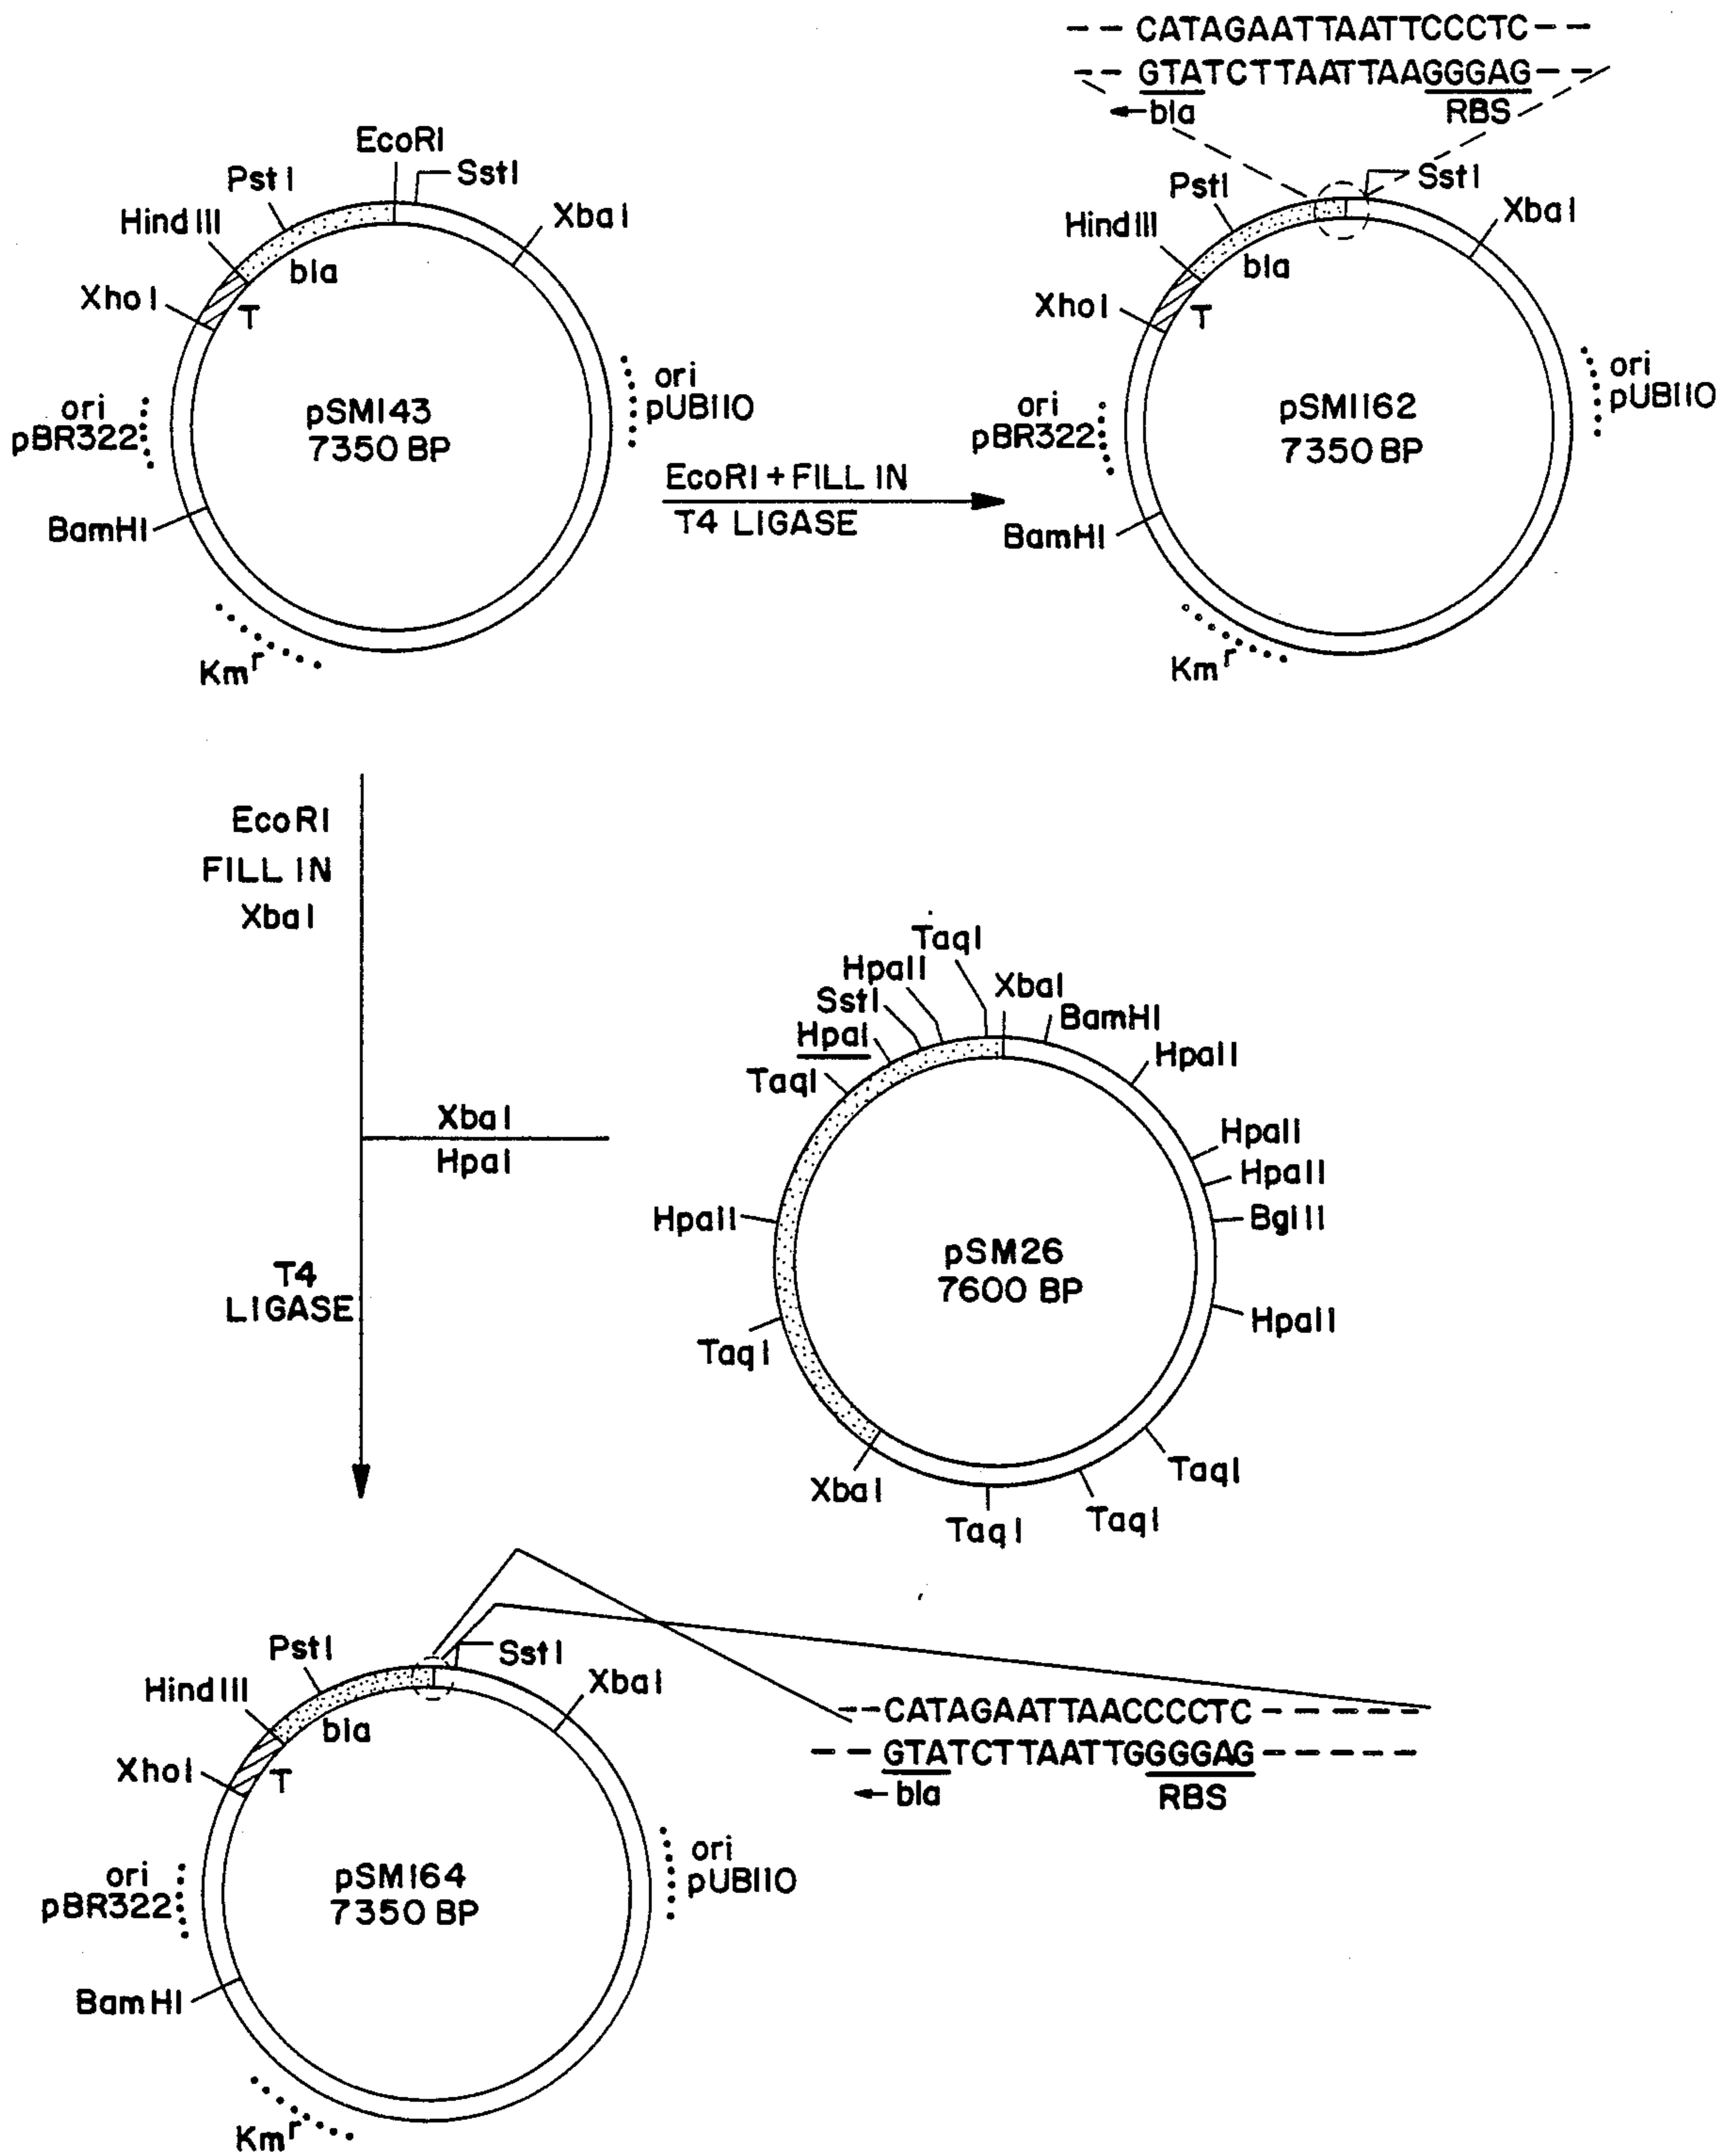 -- CATAGAATTAATTCCCTC --
-- GTATCTTAATTAAGGGAG --
←bla
RBS
EcoRI
SstI
PstI
HindIII
XbaI
bla
XhoI
T
ori
pBR322
pSM143
7350 BP
ori
pUB110
BamHI
Kmr
EcoRI + FILL IN
T4 LIGASE
SstI
PstI
HindIII
XbaI
bla
XhoI
T
ori
pBR322
pSM1162
7350 BP
ori
pUB110
BamHI
Kmr
EcoRI
FILL IN
XbaI
XbaI
HpaI
T4
LIGASE
TaqI
HpaII
SstI
HpaI
TaqI
XbaI
BamHI
HpaII
HpaII
HpaII
BglII
HpaII
pSM26
7600 BP
HpaII
TaqI
XbaI
TaqI
TaqI
TaqI
PstI
SstI
HindIII
XbaI
bla
XhoI
T
--CATAGAATTAACCCCTC-----
--GTATCTTAATTGGGGAG-----
←bla
RBS
ori
pBR322
pSM164
7350 BP
ori
pUB110
BamHI
Kmr